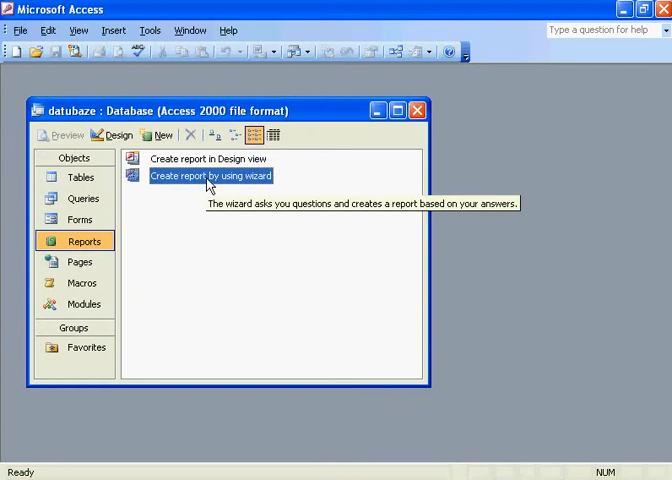 Microsoft Access
File Edit View Insert Tools Window Help
Type a question for help
datubaze : Database (Access 2000 file format)
Preview Design New
Objects
Tables
Queries
Forms
Reports
Pages
Macros
Modules
Groups
Favorites
Create report in Design view
Create report by using wizard
The wizard asks you questions and creates a report based on your answers.
Ready
NUM